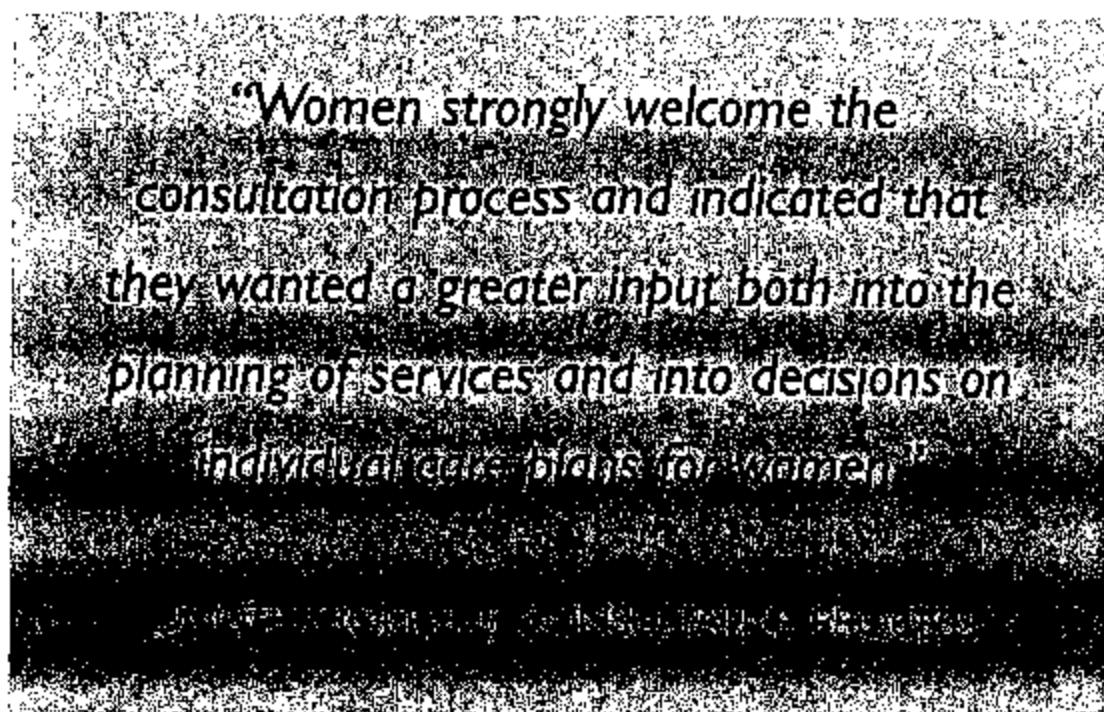 “Women strongly welcome the
consultation process and indicated that
they wanted a greater input both into the
planning of services and into decisions on
individual care plans for women”